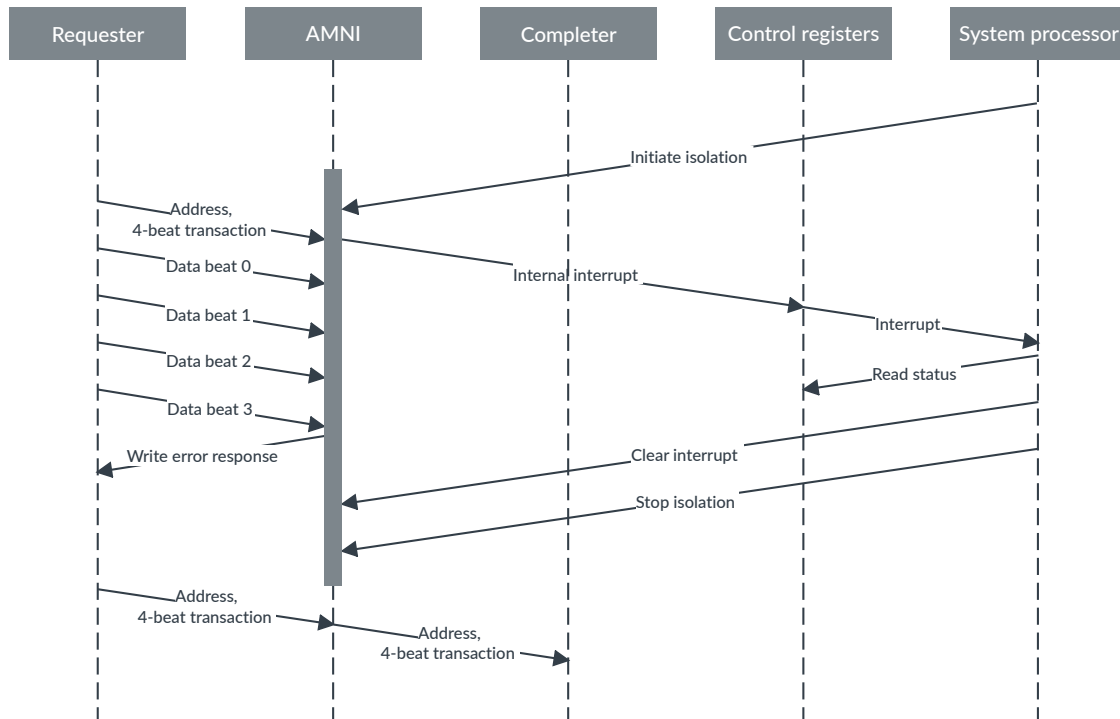 Requester
AMNI
Completer
Control registers
System processor
Initiate isolation
Address,
4-beat transaction
Data beat 0
Internal interrupt
Data beat 1
Interrupt
Data beat 2
Read status
Data beat 3
Write error response
Clear interrupt
Stop isolation
Address,
4-beat transaction
Address,
4-beat transaction